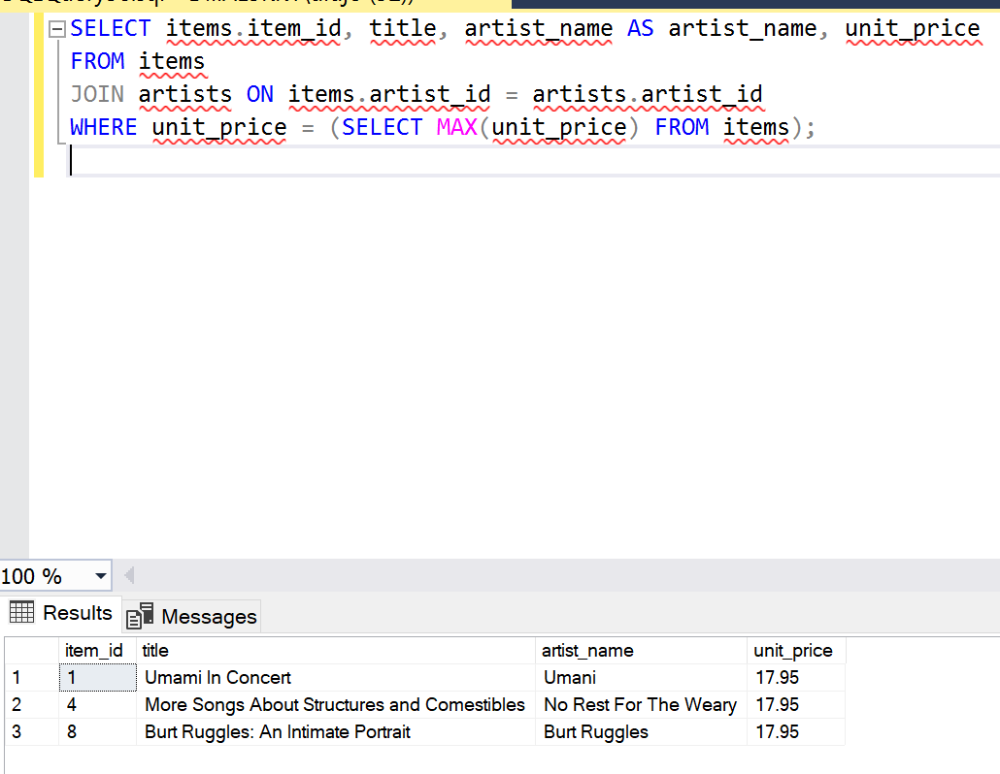 SELECT items.item_id, title, artist_name AS artist_name, unit_price
FROM items
JOIN artists ON items.artist_id = artists.artist_id
WHERE unit_price = (SELECT MAX(unit_price) FROM items);
100 %
Results Messages
item_id title artist_name unit_price
1 1 Umami In Concert Umani 17.95
2 4 More Songs About Structures and Comestibles No Rest For The Weary 17.95
3 8 Burt Ruggles: An Intimate Portrait Burt Ruggles 17.95